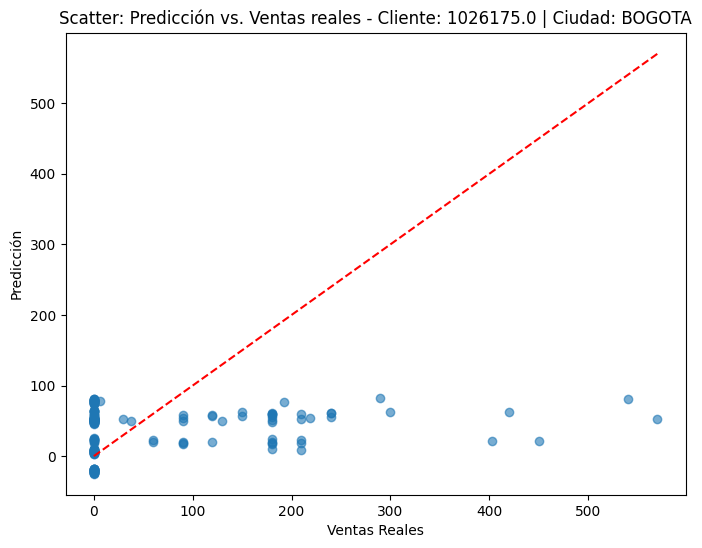 Scatter: Predicción vs. Ventas reales - Cliente: 1026175.0 | Ciudad: BOGOTA
500
400
300
200
100
0
Predicción
0 100 200 300 400 500
Ventas Reales